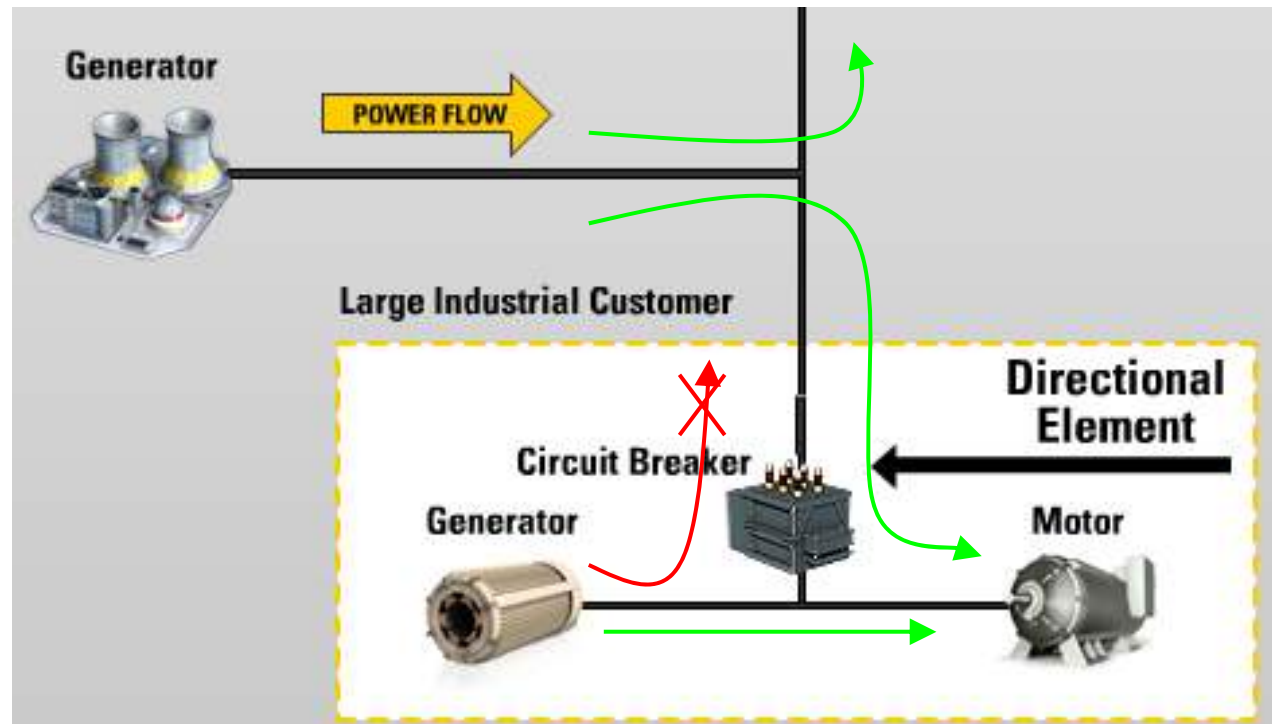 Generator
POWER FLOW
Large Industrial Customer
Directional
Element
Circuit Breaker
Generator
Motor